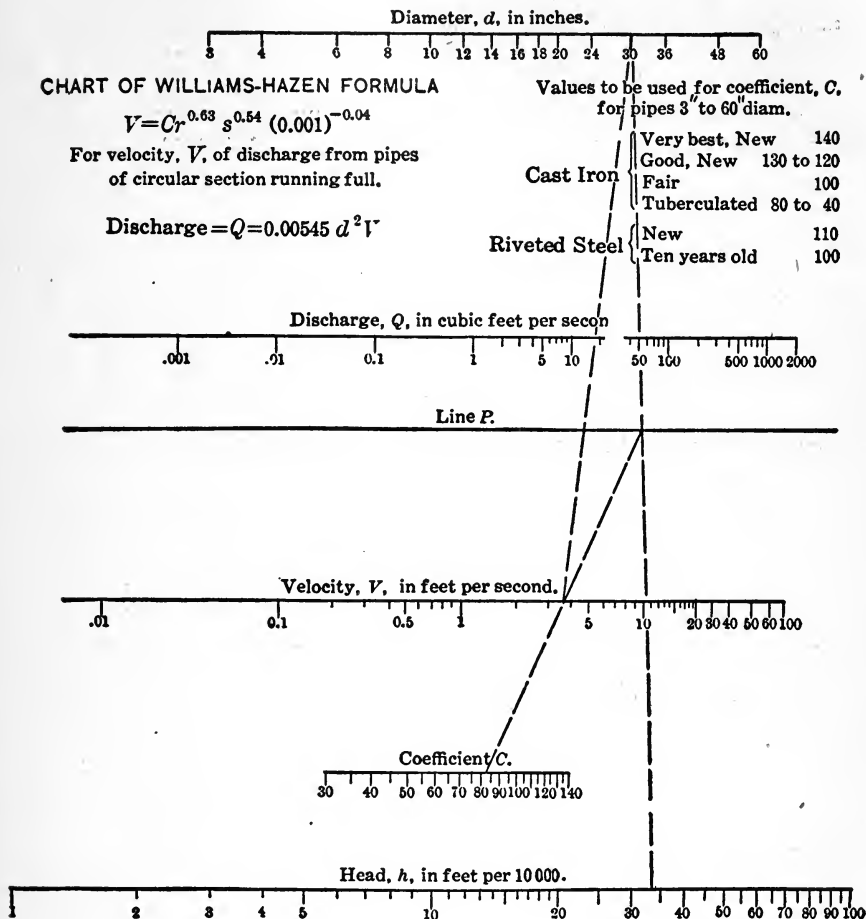 Diameter, d, in inches.
3 4 6 8 10 12 14 16 18 20 24 30 36 48 60
CHART OF WILLIAMS-HAZEN FORMULA
V=Cr^0.63 s^0.54 (0.001)^-0.04
For velocity, V, of discharge from pipes
of circular section running full.
Discharge=Q=0.00545 d^2V
Values to be used for coefficient, C.
for pipes 3" to 60" diam.
Cast Iron
Very best, New 140
Good, New 130 to 120
Fair 100
Tuberculated 80 to 40
Riveted Steel
New 110
Ten years old 100
Discharge, Q, in cubic feet per secon
.001 .01 0.1 1 5 10 50 100 500 1000 2000
Line P.
Velocity, V, in feet per second.
.01 0.1 0.5 1 5 10 20 30 40 50 60 100
Coefficient C.
30 40 50 60 70 80 90 100 120 140
Head, h, in feet per 10000.
1 2 3 4 5 10 20 30 40 50 60 70 80 90 100